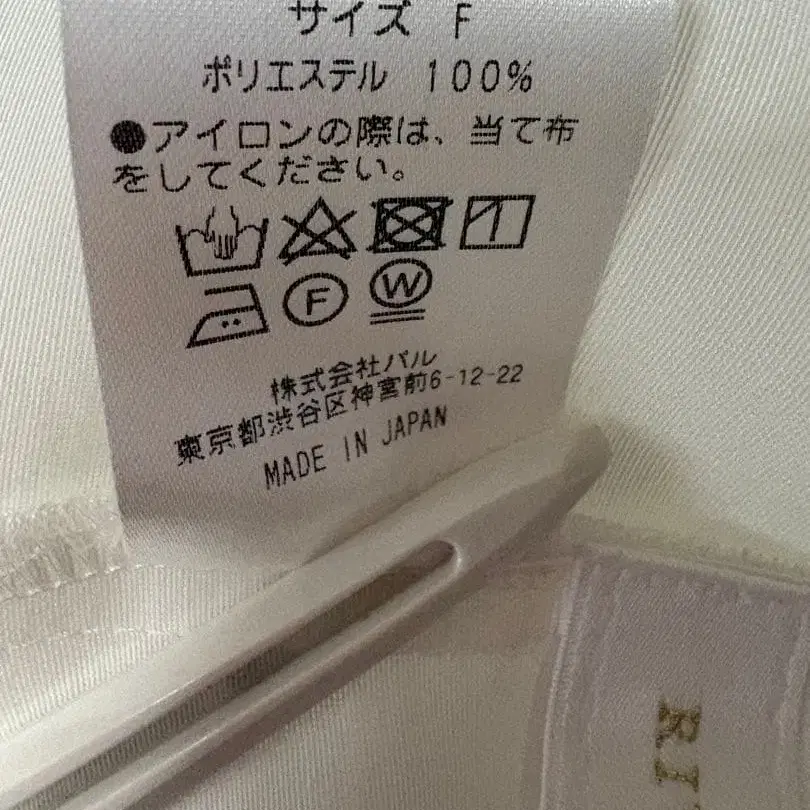 サイズ F
ポリエステル 100%
●アイロンの際は、当て布
をしてください。
F W
株式会社パル
東京都渋谷区神宮前6-12-22
MADE IN JAPAN